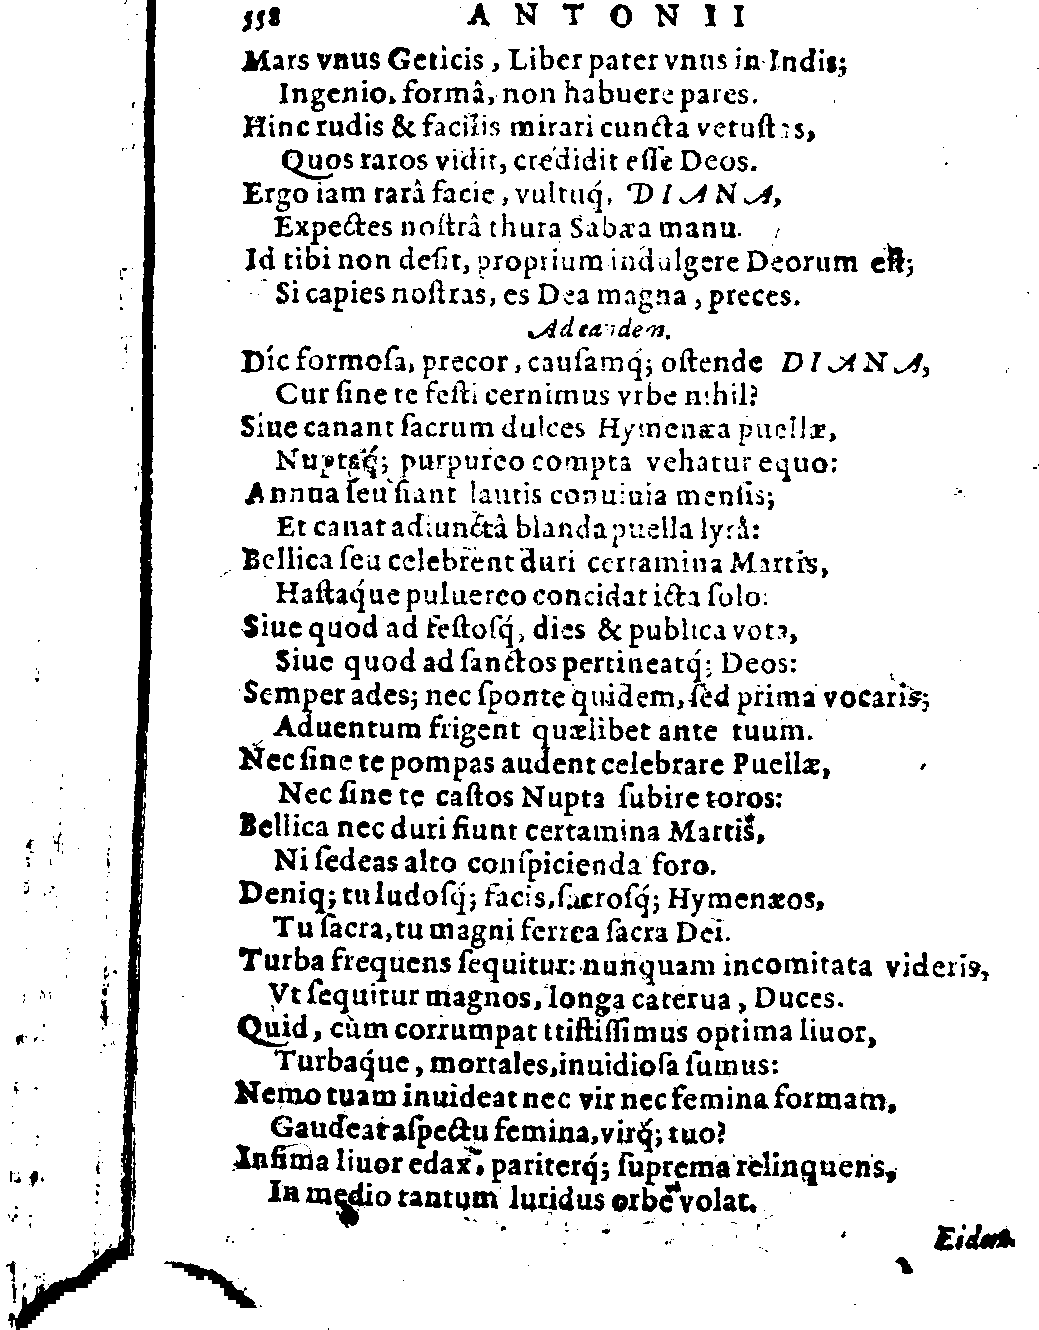 558 ANTONII
Mars vnus Geticis, Liber pater vnus in Indis;
Ingenio, formâ, non habuere pares.
Hinc rudis & facilis mirari cuncta vetuſtas,
Quos raros vidit, credidit eſſe Deos.
Ergo iam rarâ facie, vultuq́, DIANA,
Expectes noſtrâ thura Sabæa manu.
Id tibi non deſit, proprium indulgere Deorum eſt;
Si capies noſtras, es Dea magna, preces.
Ad eandem.
Dic formoſa, precor, cauſamq́; oſtende DIANA,
Cur ſine te feſti cernimus vrbe nihil?
Siue canant ſacrum dulces Hymenæa puellæ,
Nuptaq́; purpureo compta vehatur equo:
Annua ſeu fiant lautis conuiuia menſis;
Et canat adiunctâ blanda puella lyrâ:
Bellica ſeu celebrent duri certamina Martis,
Haſtaq́ue puluereo concidat icta ſolo:
Siue quod ad feſtoſq́, dies & publica vota,
Siue quod ad ſanctos pertineatq́; Deos:
Semper ades; nec ſponte quidem, ſed prima vocaris;
Aduentum frigent quælibet ante tuum.
Nec ſine te pompas audent celebrare Puellæ,
Nec ſine te caſtos Nupta ſubire toros:
Bellica nec duri fiunt certamina Martis,
Ni ſedeas alto conſpicienda foro.
Deniq; tu ludoſq́; facis, ſacroſq́; Hymenæos,
Tu ſacra, tu magni ferrea ſacra Dei.
Turba frequens ſequitur: nunquam incomitata videris,
Vt ſequitur magnos, longa caterua, Duces.
Quid, cùm corrumpat triſtiſſimus optima liuor,
Turbaq́ue, mortales, inuidioſa ſumus:
Nemo tuam inuideat nec vir nec femina formam,
Gaudeat aſpectu femina, virq́; tuo?
Infima liuor edax, pariterq́; ſuprema relinquens,
In medio tantum luridus orbe volat.